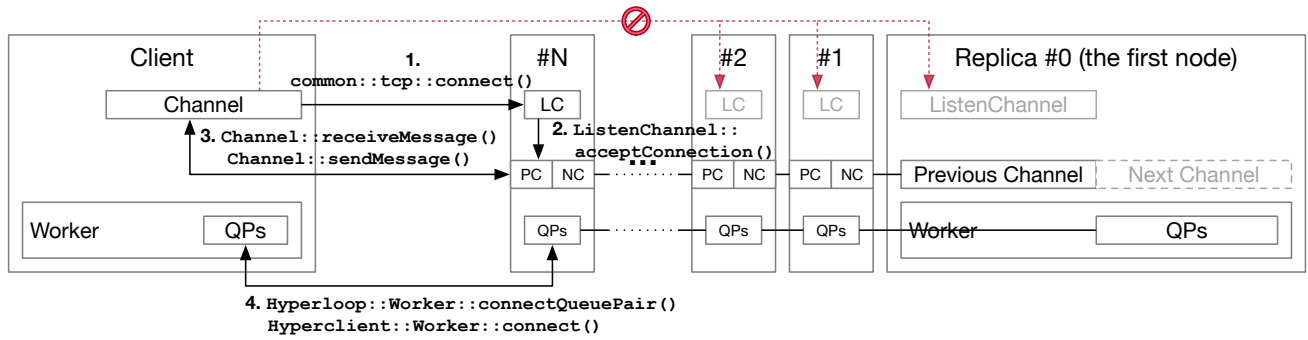 Client
#N
#2
#1
Replica #0 (the first node)
1.
common::tcp::connect()
Channel
LC
LC
LC
ListenChannel
2. ListenChannel::
acceptConnection()
3. Channel::receiveMessage()
Channel::sendMessage()
...
PC
NC
PC
NC
PC
NC
Previous Channel
Next Channel
Worker
QPs
QPs
QPs
QPs
Worker
QPs
4. Hyperloop::Worker::connectQueuePair()
Hyperclient::Worker::connect()